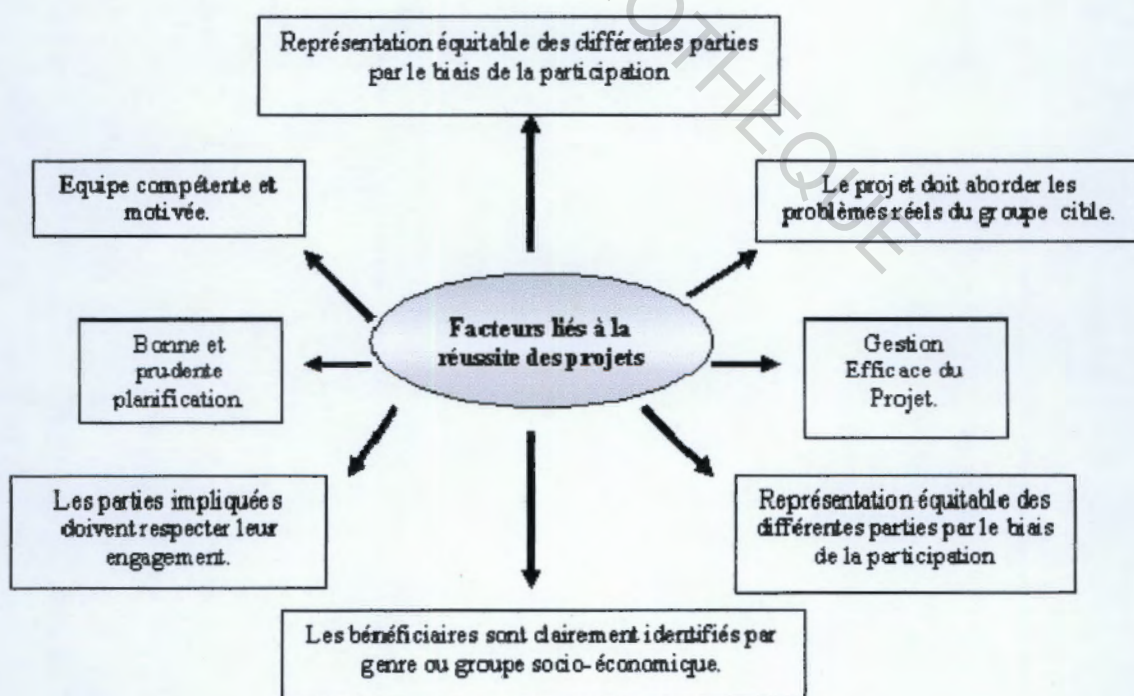 Représentation équitable des différentes parties
par le biais de la participation
Equipe compétente et
motivée.
Le projet doit aborder les
problèmes réels du groupe cible.
Facteurs liés à la
réussite des projets
Bonne et
prudente
planification
Gestion
Efficace du
Projet.
Les parties impliquées
doivent respecter leur
engagement.
Représentation équitable des
différentes parties par le biais
de la participation
Les bénéficiaires sont clairement identifiés par
genre ou groupe socio-économique.
OTHEQUE